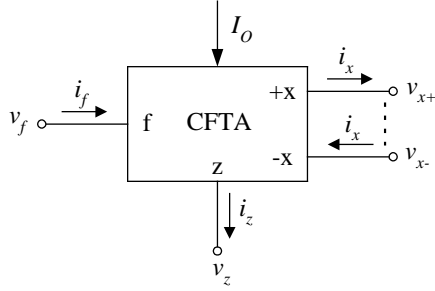 I_O
i_x
i_f
+x
v_x+
v_f
f
CFTA
i_x
-x
v_x-
z
i_z
v_z